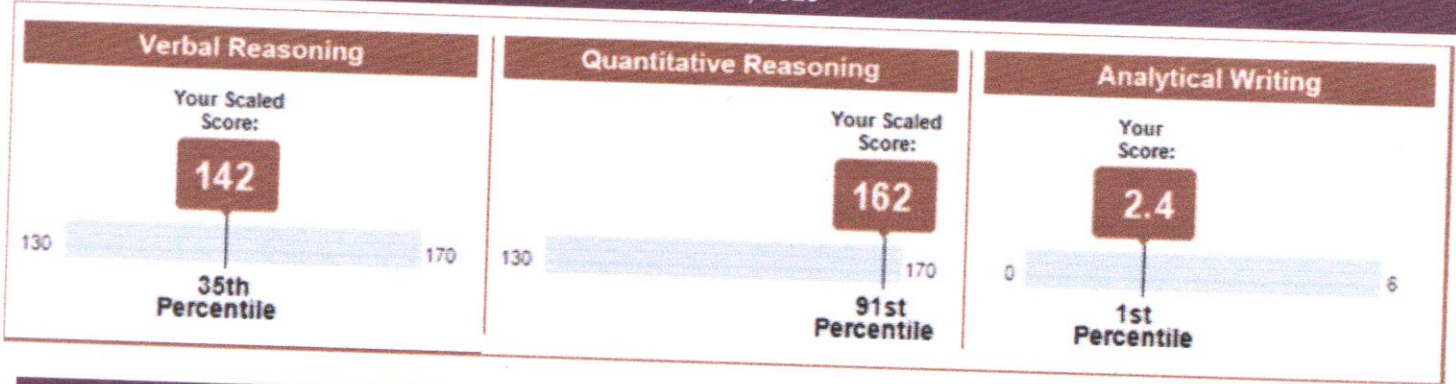 Verbal Reasoning
Your Scaled
Score:
142
130
170
35th
Percentile
Quantitative Reasoning
Your Scaled
Score:
162
130
170
91st
Percentile
Analytical Writing
Your
Score:
2.4
0
6
1st
Percentile